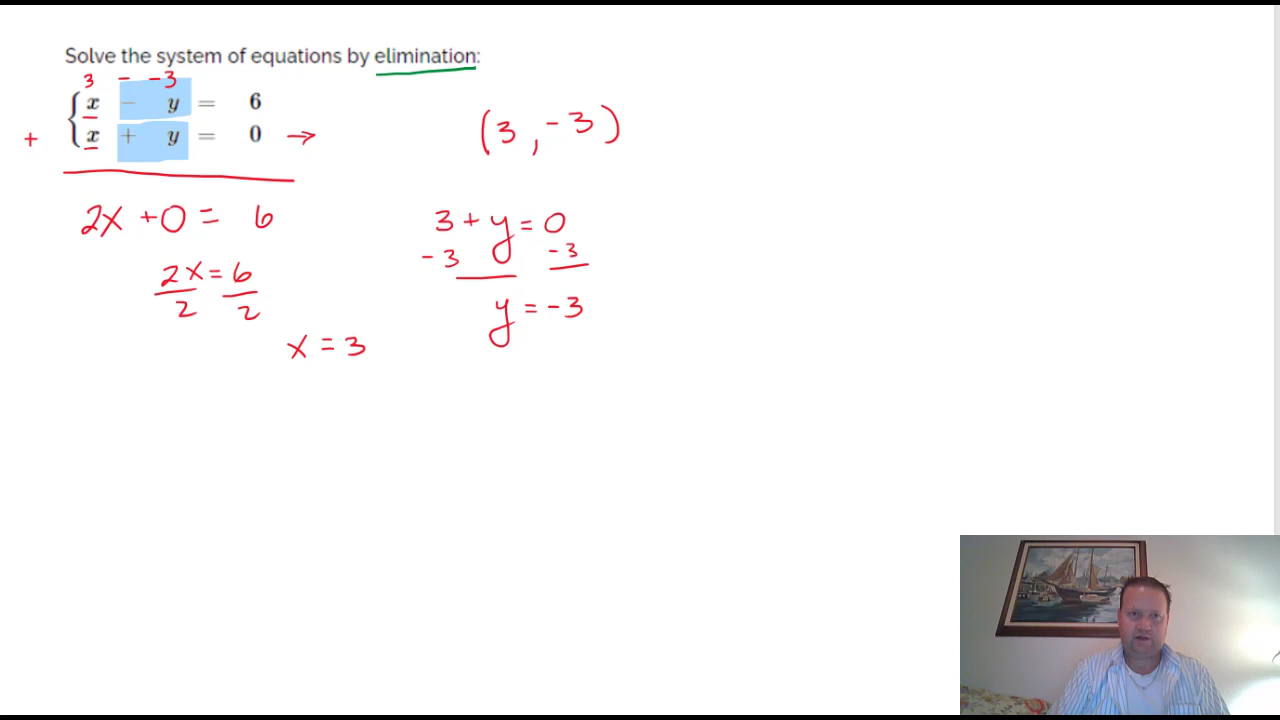 Solve the system of equations by elimination:
3 - -3
x - y = 6
+ x + y = 0 →
(3, -3)
2x + 0 = 6
2x = 6
2 2
x = 3
3 + y = 0
-3 -3
y = -3